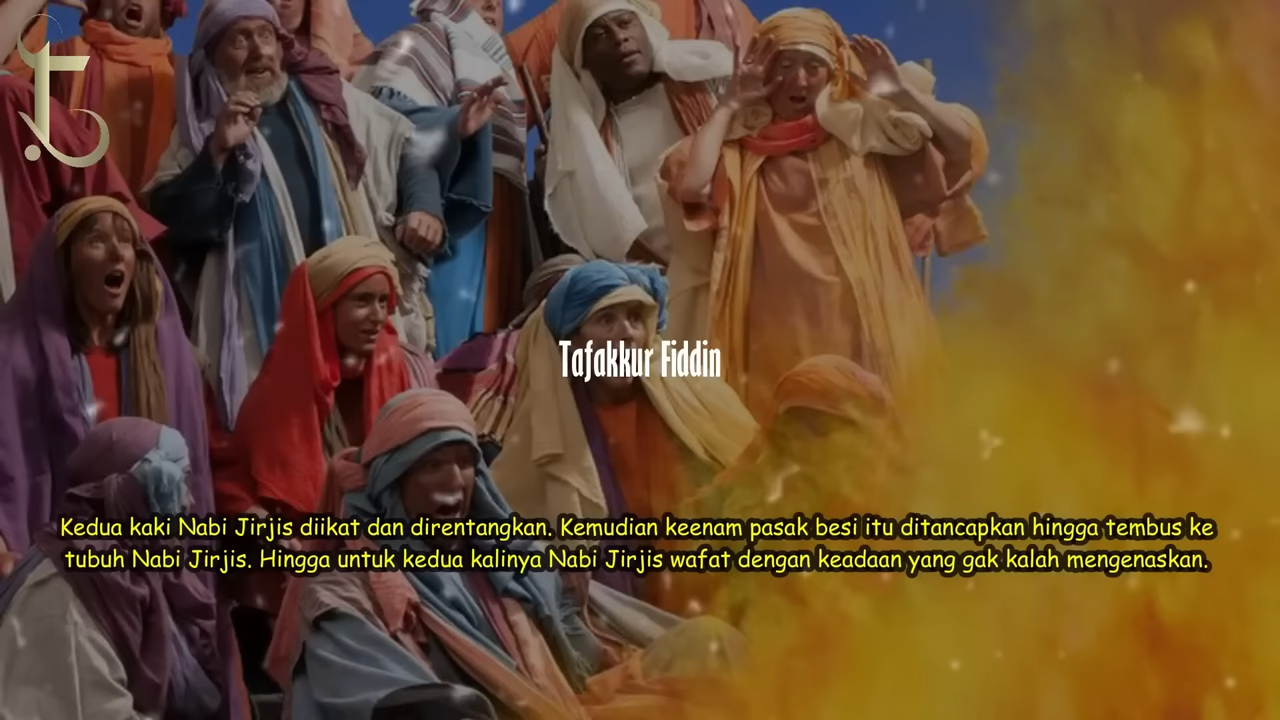 Tafakkur Fiddin
Kedua kaki Nabi Jirjis diikat dan direntangkan. Kemudian keenam pasak besi itu ditancapkan hingga tembus ke
tubuh Nabi Jirjis. Hingga untuk kedua kalinya Nabi Jirjis wafat dengan keadaan yang gak kalah mengenaskan.